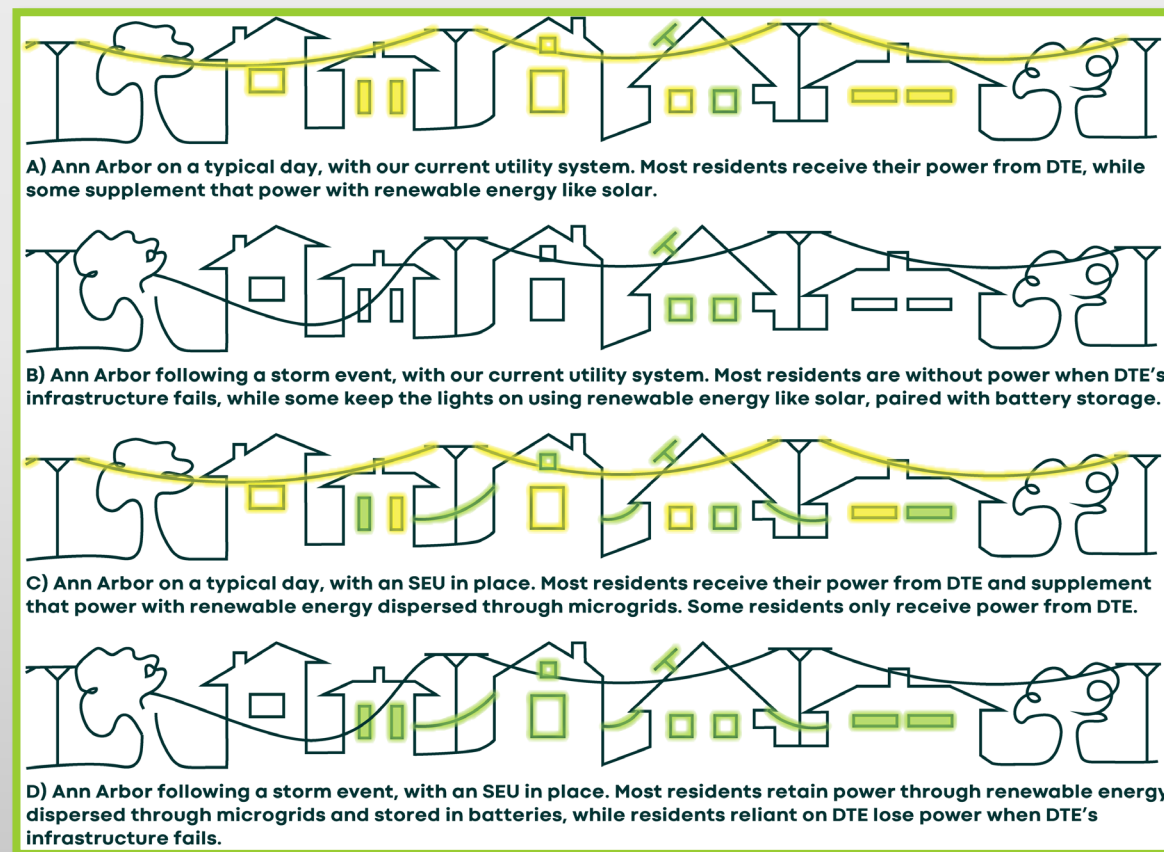 A) Ann Arbor on a typical day, with our current utility system. Most residents receive their power from DTE, while
some supplement that power with renewable energy like solar.
B) Ann Arbor following a storm event, with our current utility system. Most residents are without power when DTE's
infrastructure fails, while some keep the lights on using renewable energy like solar, paired with battery storage.
C) Ann Arbor on a typical day, with an SEU in place. Most residents receive their power from DTE and supplement
that power with renewable energy dispersed through microgrids. Some residents only receive power from DTE.
D) Ann Arbor following a storm event, with an SEU in place. Most residents retain power through renewable energy
dispersed through microgrids and stored in batteries, while residents reliant on DTE lose power when DTE's
infrastructure fails.